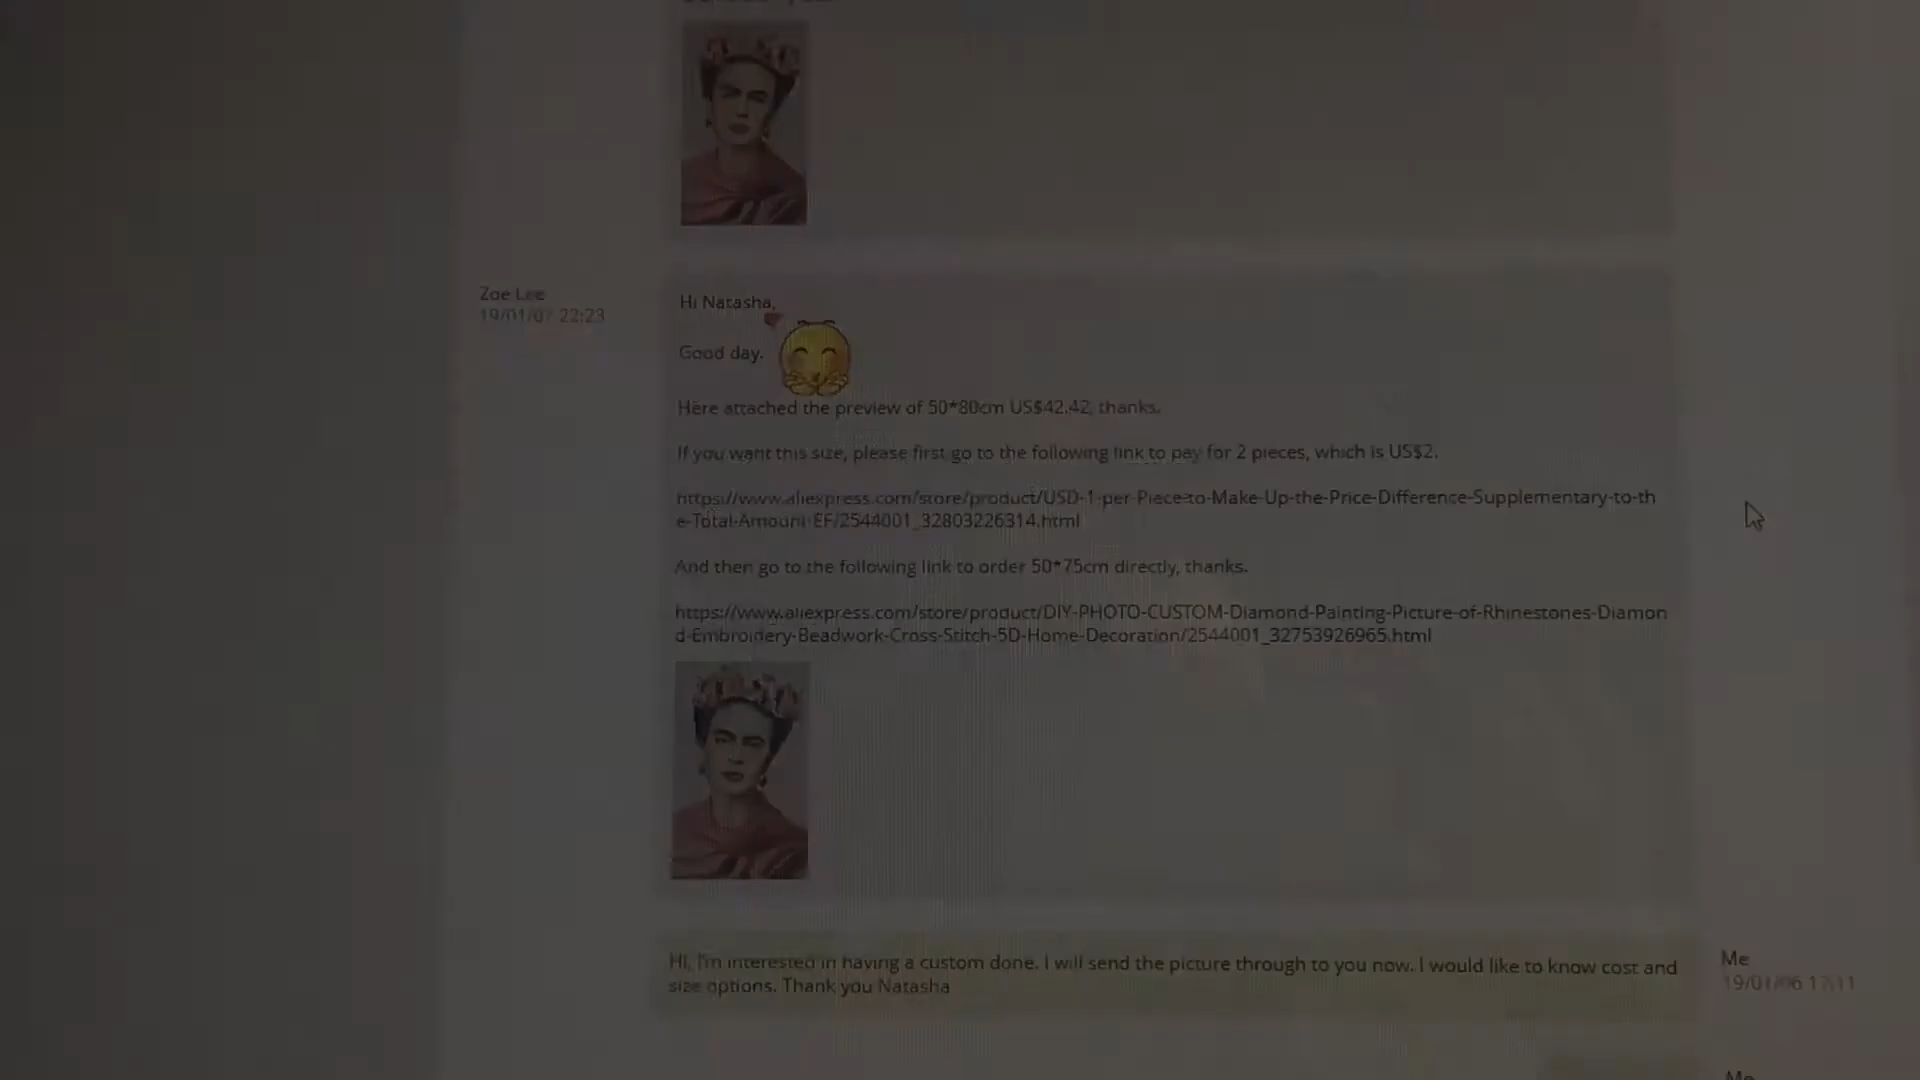 Zoe Lee
19/01/07 22:23
Hi Natasha,
Good day.
Here attached the preview of 50*80cm US$42.42, thanks.
If you want this size, please first go to the following link to pay for 2 pieces, which is US$2.
https://www.aliexpress.com/store/product/USD-1-per-Piece-to-Make-Up-the-Price-Difference-Supplementary-to-th
e-Total-Amount-EF/2544001_32803226314.html
And then go to the following link to order 50*75cm directly, thanks.
https://www.aliexpress.com/store/product/DIY-PHOTO-CUSTOM-Diamond-Painting-Picture-of-Rhinestones-Diamon
d-Embroidery-Beadwork-Cross-Stitch-5D-Home-Decoration/2544001_32753926965.html
Hi, I'm interested in having a custom done. I will send the picture through to you now. I would like to know cost and
size options. Thank you Natasha
Me
19/01/06 17:11
Me